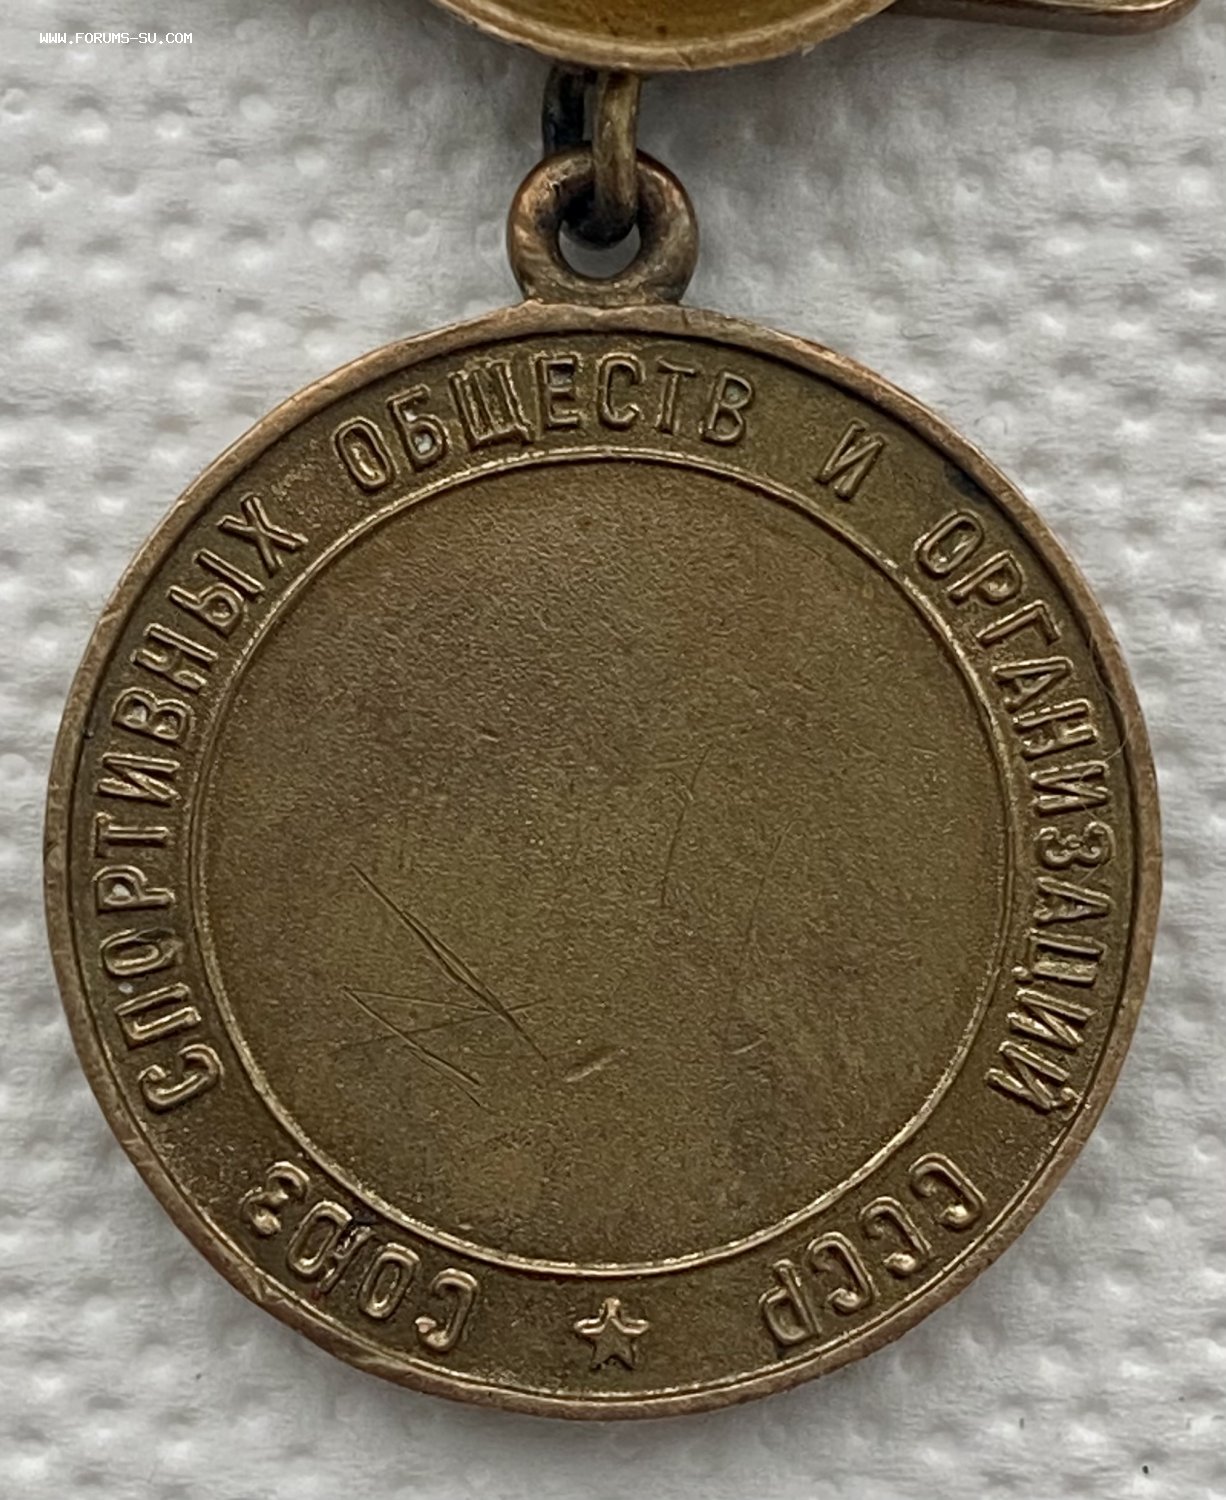 WWW.FORUMS-SU.COM
СОЮЗ СПОРТИВНЫХ ОБЩЕСТВ И ОРГАНИЗАЦИЙ СССР